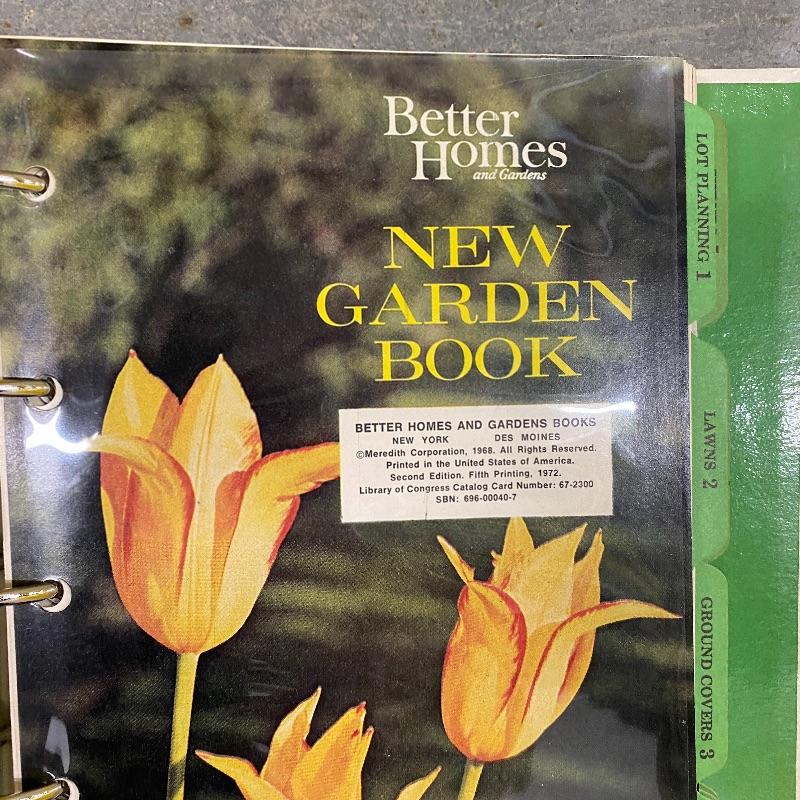 Better
Homes
and Gardens
NEW
GARDEN
BOOK
BETTER HOMES AND GARDENS BOOKS
NEW YORK DES MOINES
©Meredith Corporation, 1968. All Rights Reserved.
Printed in the United States of America.
Second Edition. Fifth Printing, 1972.
Library of Congress Catalog Card Number: 67-2300
SBN: 696-00040-7
LOT PLANNING 1
LAWNS 2
GROUND COVERS 3